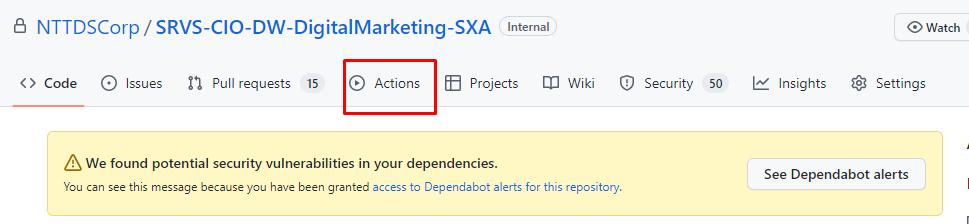 NTTDSCorp / SRVS-CIO-DW-DigitalMarketing-SXA Internal Watch
Code Issues Pull requests 15 Actions Projects Wiki Security 50 Insights Settings
We found potential security vulnerabilities in your dependencies.
You can see this message because you have been granted access to Dependabot alerts for this repository.
See Dependabot alerts